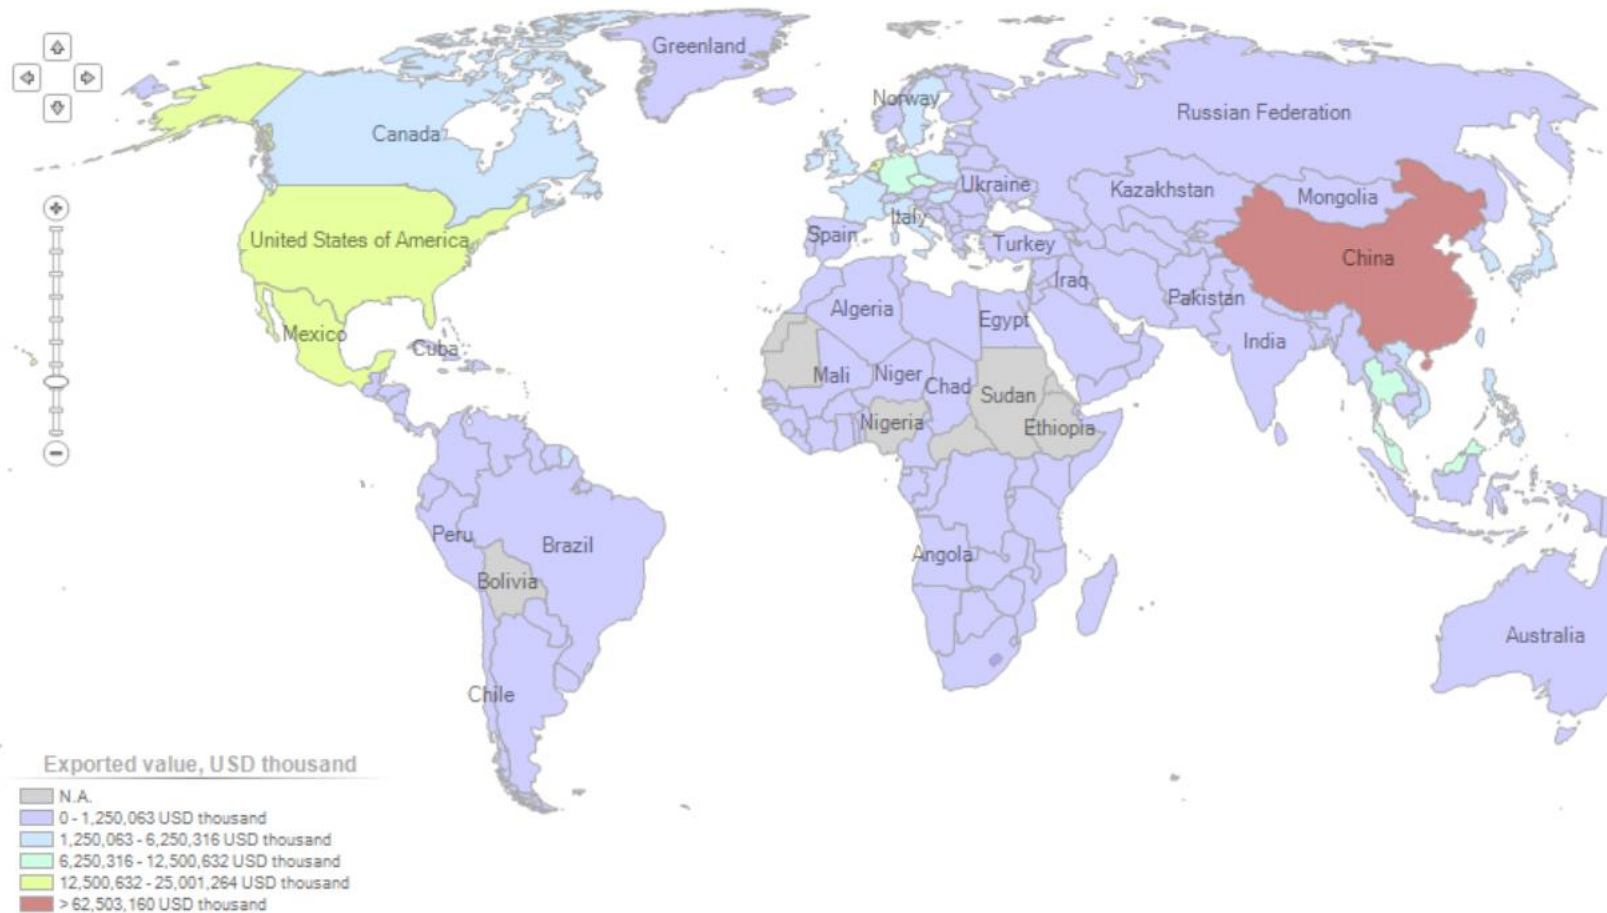 Greenland
Norway
Russian Federation
Canada
Ukraine
Kazakhstan
Mongolia
Italy
Spain
United States of America
Turkey
China
Iraq
Pakistan
Algeria
Egypt
Mexico
India
Cuba
Mali
Niger
Chad
Sudan
Nigeria
Ethiopia
Peru
Brazil
Angola
Bolivia
Australia
Chile
Exported value, USD thousand
N.A.
0 - 1,250,063 USD thousand
1,250,063 - 6,250,316 USD thousand
6,250,316 - 12,500,632 USD thousand
12,500,632 - 25,001,264 USD thousand
> 62,503,160 USD thousand